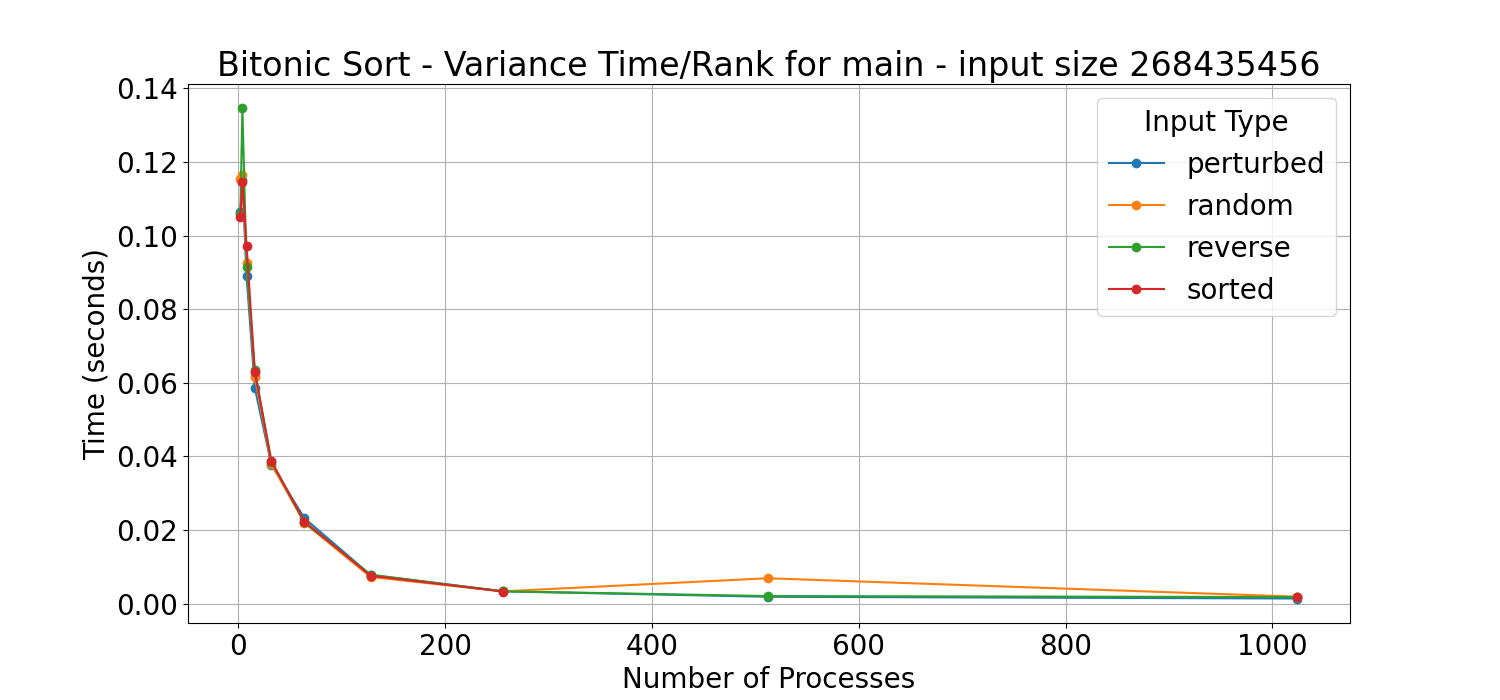 Bitonic Sort - Variance Time/Rank for main - input size 268435456
0.14
0.12
0.10
0.08
0.06
0.04
0.02
0.00
Time (seconds)
Input Type
perturbed
random
reverse
sorted
0 200 400 600 800 1000
Number of Processes